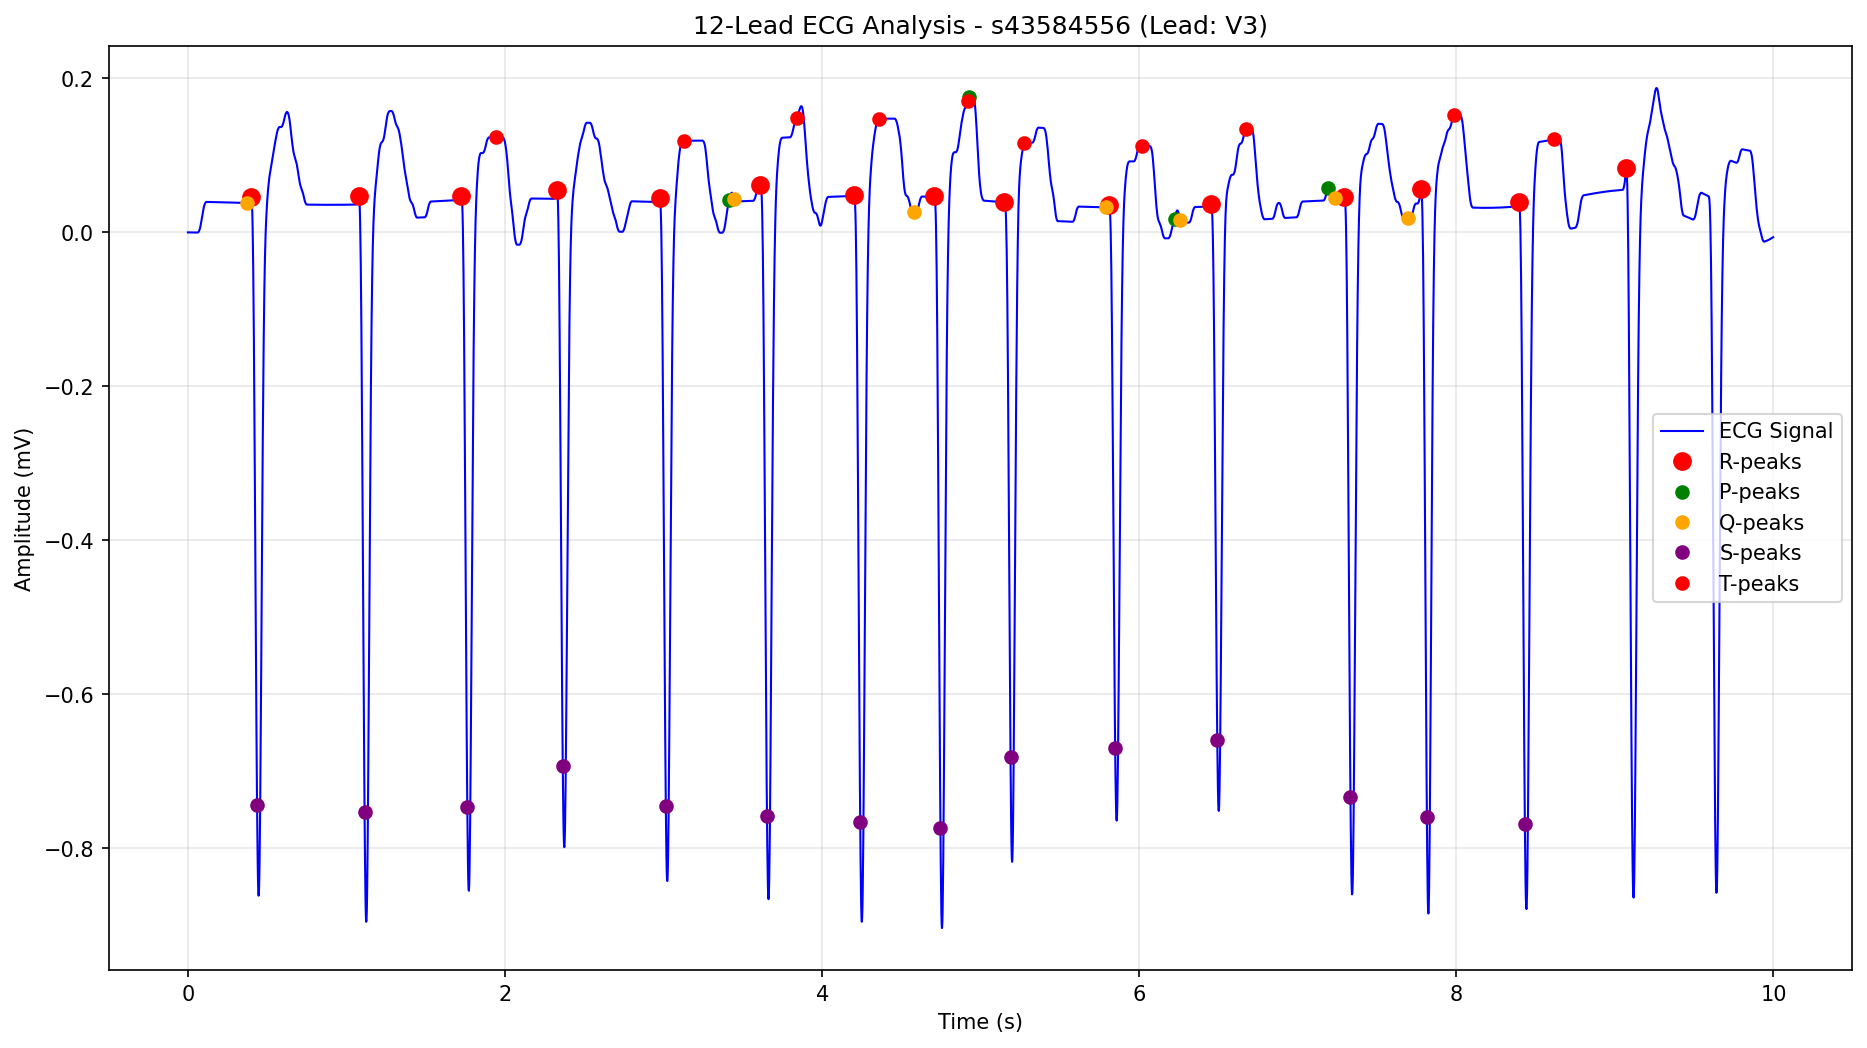 12-Lead ECG Analysis - s43584556 (Lead: V3)
0.2
0.0
−0.2
−0.4
−0.6
−0.8
Amplitude (mV)
ECG Signal
R-peaks
P-peaks
Q-peaks
S-peaks
T-peaks
0 2 4 6 8 10
Time (s)